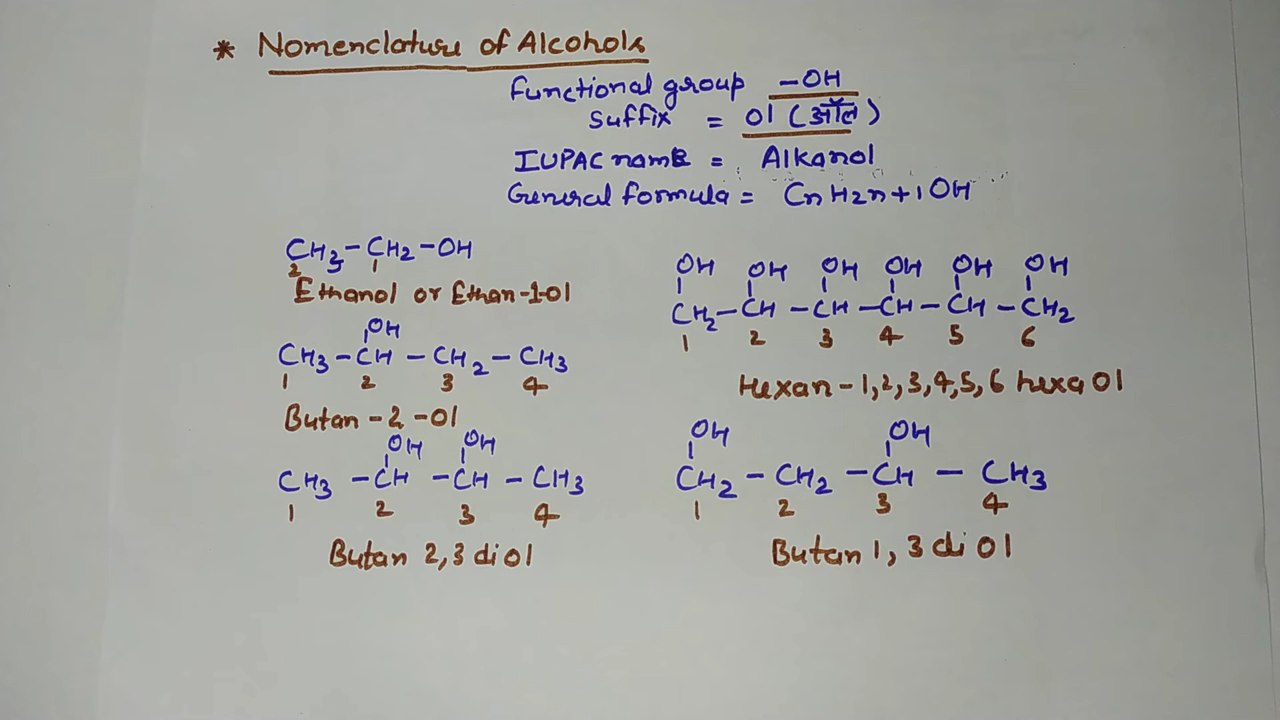 * Nomenclature of Alcohols
Functional group -OH
Suffix = ol (ऑल)
IUPAC name = Alkanol
General formula = CnH2n+1OH
CH3-CH2-OH
2 1
Ethanol or Ethan-1-ol
OH
CH3-CH-CH2-CH3
1 2 3 4
Butan-2-ol
OH OH
CH3-CH-CH-CH3
1 2 3 4
Butan 2,3 diol
OH OH OH OH OH OH
CH2-CH-CH-CH-CH-CH2
1 2 3 4 5 6
Hexan-1,2,3,4,5,6 hexa ol
OH OH
CH2-CH2-CH-CH3
1 2 3 4
Butan 1,3 di ol